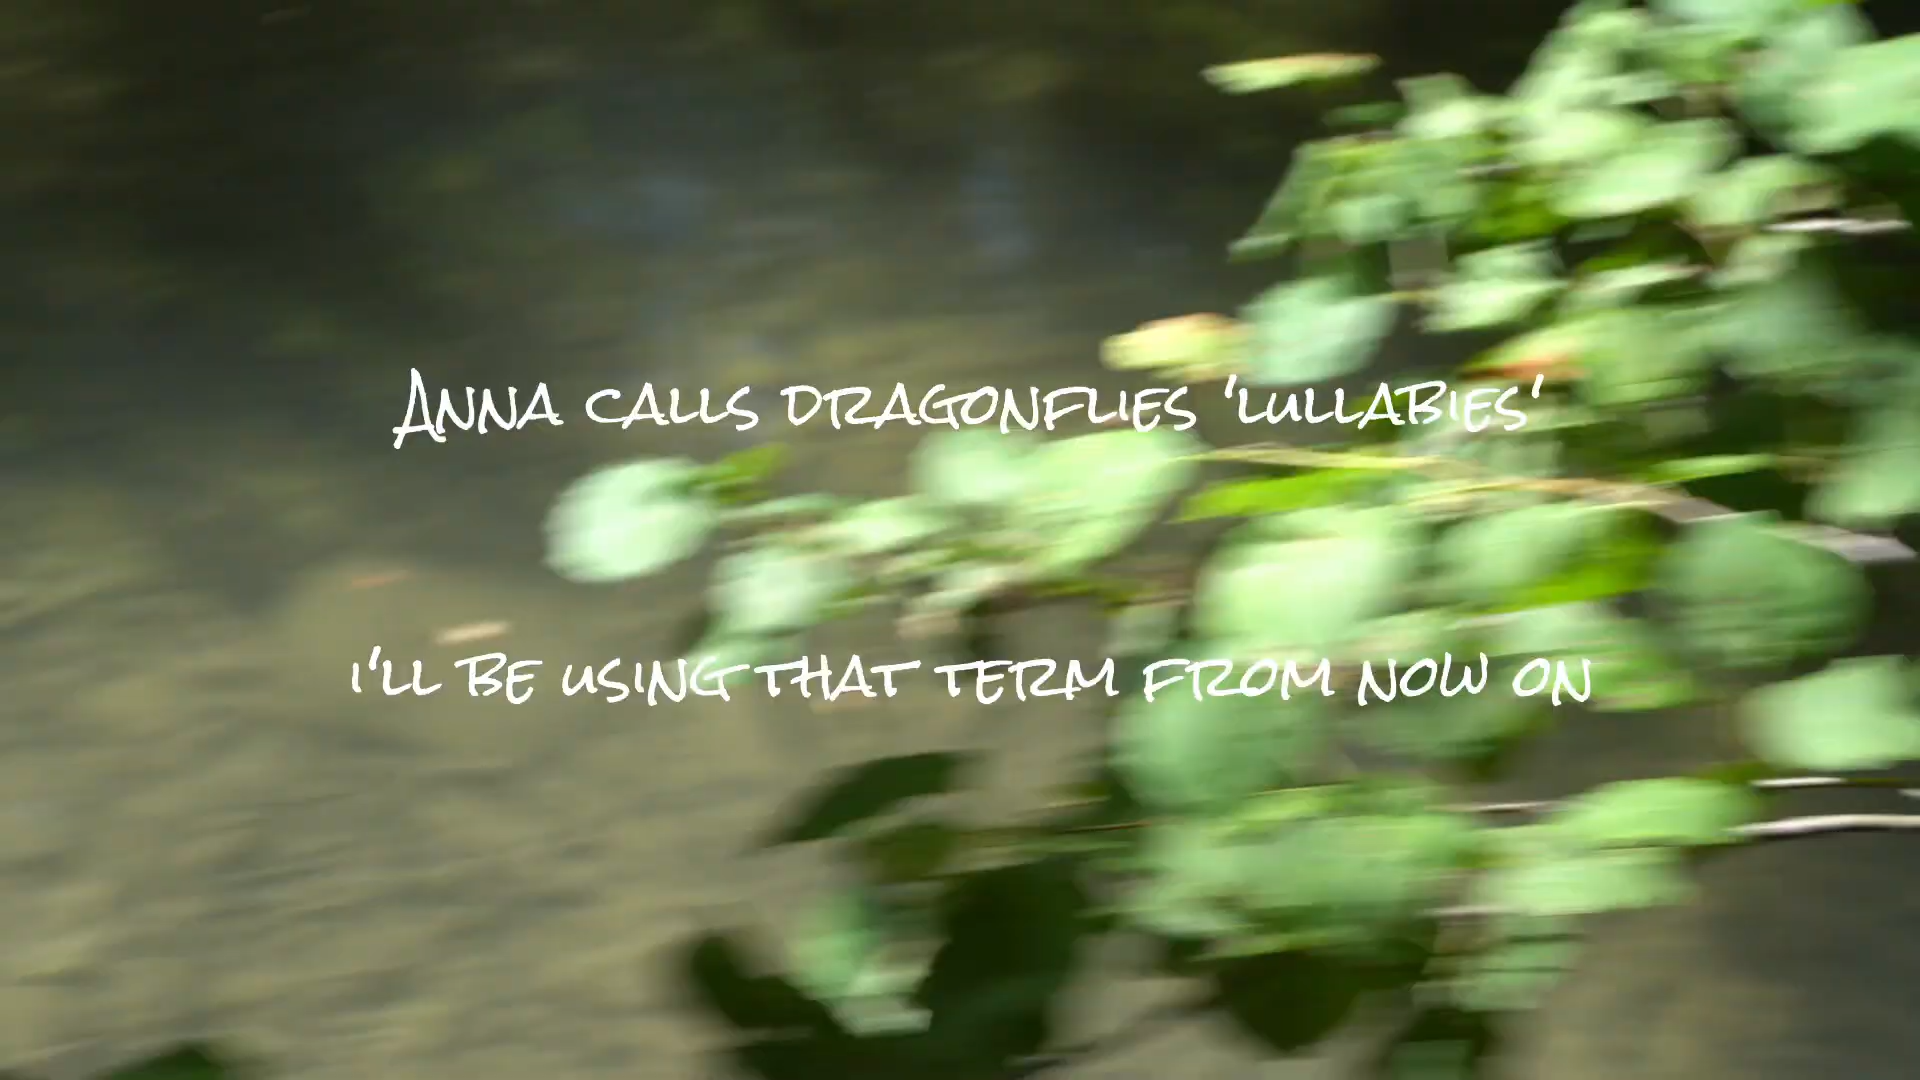 Anna calls dragonflies 'lullabies'
i'll be using that term from now on